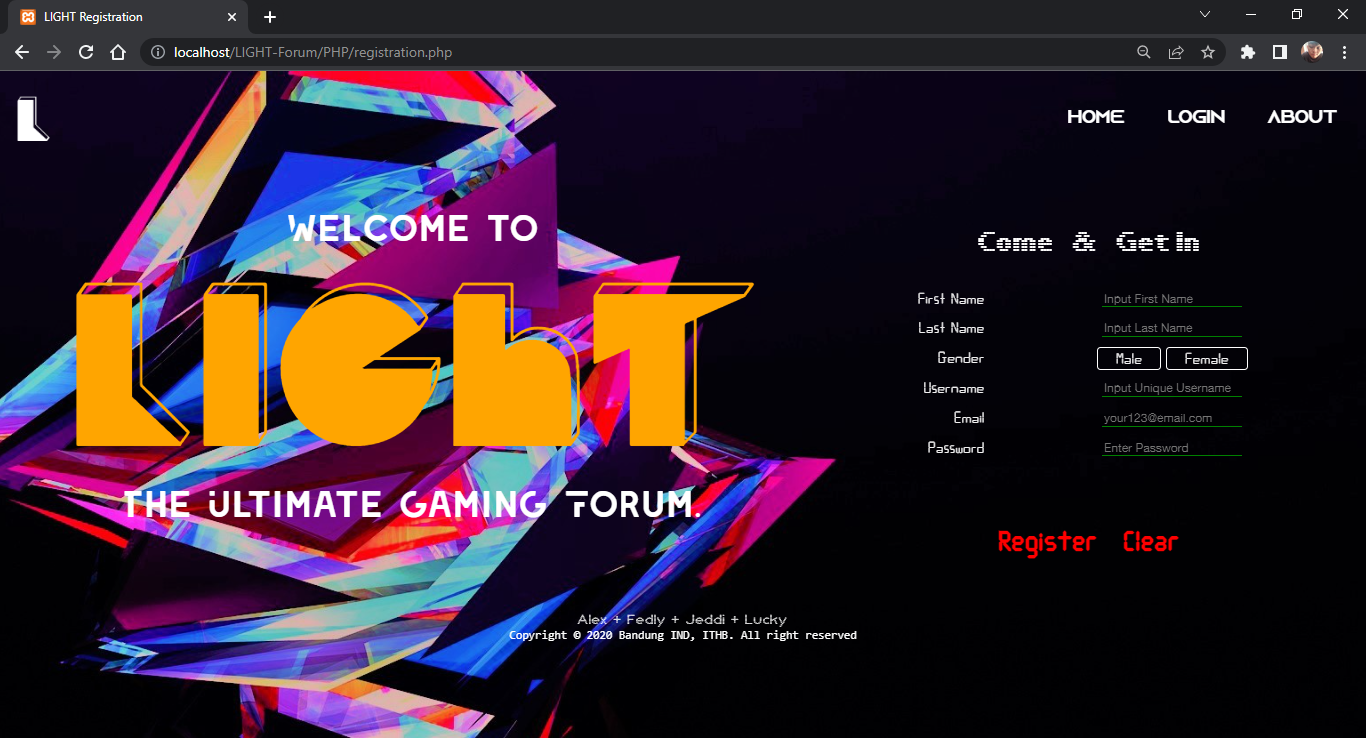 LIGHT Registration
localhost/LIGHT-Forum/PHP/registration.php
L
HOME LOGIN ABOUT
WELCOME TO
LIGhT
THE ULTIMATE GAMING FORUM.
Come & Get In
First Name Input First Name
Last Name Input Last Name
Gender Male Female
Username Input Unique Username
Email your123@email.com
Password Enter Password
Register Clear
Alex + Fedly + Jeddi + Lucky
Copyright © 2020 Bandung IND, ITHB. All right reserved